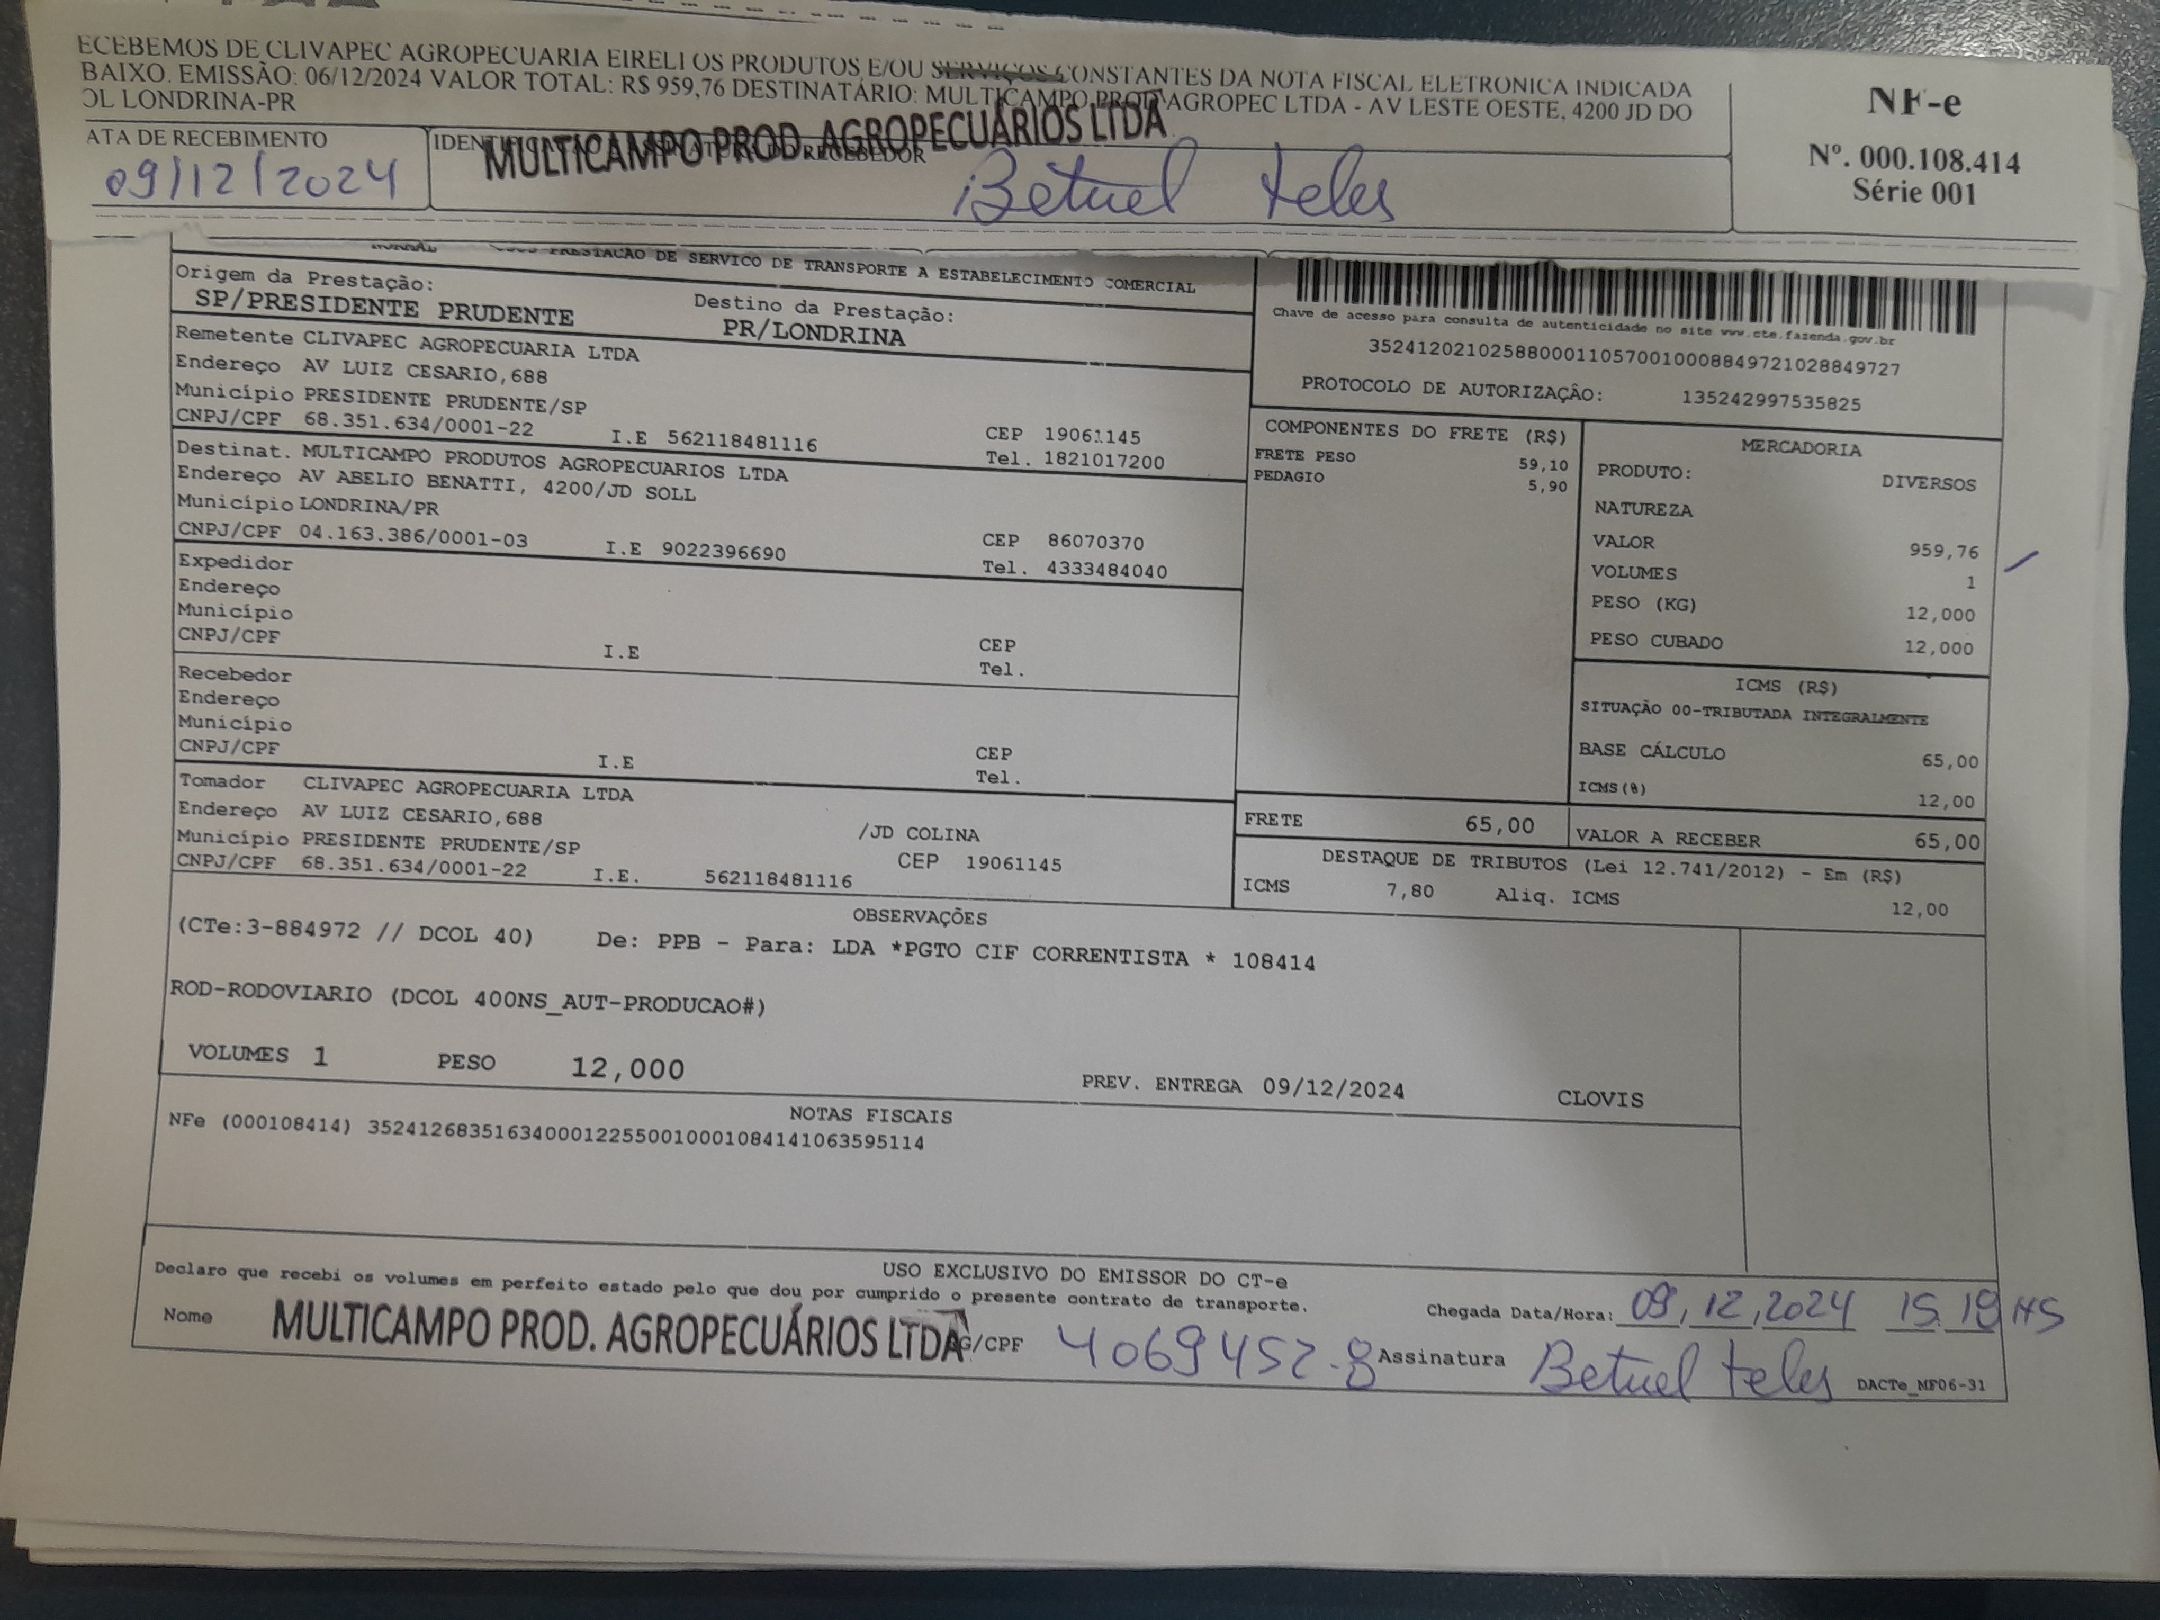 ECEBEMOS DE CLIVAPEC AGROPECUARIA EIRELI OS PRODUTOS E/OU SERVIÇOS CONSTANTES DA NOTA FISCAL ELETRONICA INDICADA
BAIXO. EMISSÃO: 06/12/2024 VALOR TOTAL: R$ 959,76 DESTINATÁRIO: MULTICAMPO PROD AGROPEC LTDA - AV LESTE OESTE, 4200 JD DO
OL LONDRINA-PR
NF-e
Nº. 000.108.414
Série 001
ATA DE RECEBIMENTO
09/12/2024
RECEBEDOR
MULTICAMPO PROD. AGROPECUÁRIOS LTDA
Betuel teles
PRESTACAO DE SERVICO DE TRANSPORTE A ESTABELECIMENTO COMERCIAL
Origem da Prestação:
SP/PRESIDENTE PRUDENTE
Destino da Prestação:
PR/LONDRINA
Chave de acesso para consulta de autenticidade no site www.cte.fazenda.gov.br
35241202102588000110570010008849721028849727
PROTOCOLO DE AUTORIZAÇÃO: 135242997535825
Remetente CLIVAPEC AGROPECUARIA LTDA
Endereço AV LUIZ CESARIO,688
Município PRESIDENTE PRUDENTE/SP
CNPJ/CPF 68.351.634/0001-22 I.E 562118481116
CEP 19061145
Tel. 1821017200
Destinat. MULTICAMPO PRODUTOS AGROPECUARIOS LTDA
Endereço AV ABELIO BENATTI, 4200/JD SOLL
Município LONDRINA/PR
CNPJ/CPF 04.163.386/0001-03 I.E 9022396690
CEP 86070370
Tel. 4333484040
Expedidor
Endereço
Município
CNPJ/CPF I.E
CEP
Tel.
Recebedor
Endereço
Município
CNPJ/CPF I.E
CEP
Tel.
Tomador CLIVAPEC AGROPECUARIA LTDA
Endereço AV LUIZ CESARIO,688 /JD COLINA
Município PRESIDENTE PRUDENTE/SP CEP 19061145
CNPJ/CPF 68.351.634/0001-22 I.E. 562118481116
COMPONENTES DO FRETE (R$)
FRETE PESO 59,10
PEDAGIO 5,90
MERCADORIA
PRODUTO: DIVERSOS
NATUREZA
VALOR 959,76
VOLUMES 1
PESO (KG) 12,000
PESO CUBADO 12,000
ICMS (R$)
SITUAÇÃO 00-TRIBUTADA INTEGRALMENTE
BASE CÁLCULO 65,00
ICMS(%) 12,00
FRETE 65,00
VALOR A RECEBER 65,00
DESTAQUE DE TRIBUTOS (Lei 12.741/2012) - Em (R$)
ICMS 7,80 Aliq. ICMS 12,00
OBSERVAÇÕES
(CTe:3-884972 // DCOL 40) De: PPB - Para: LDA *PGTO CIF CORRENTISTA * 108414
ROD-RODOVIARIO (DCOL 400NS_AUT-PRODUCAO#)
VOLUMES 1 PESO 12,000 PREV. ENTREGA 09/12/2024 CLOVIS
NOTAS FISCAIS
NFe (000108414) 35241268351634000122550010001084141063595114
USO EXCLUSIVO DO EMISSOR DO CT-e
Declaro que recebi os volumes em perfeito estado pelo que dou por cumprido o presente contrato de transporte.
Chegada Data/Hora: 09,12,2024 15.19 HS
Nome MULTICAMPO PROD. AGROPECUÁRIOS LTDA G/CPF 4069452.8 Assinatura Betuel teles DACTe_MF06-31